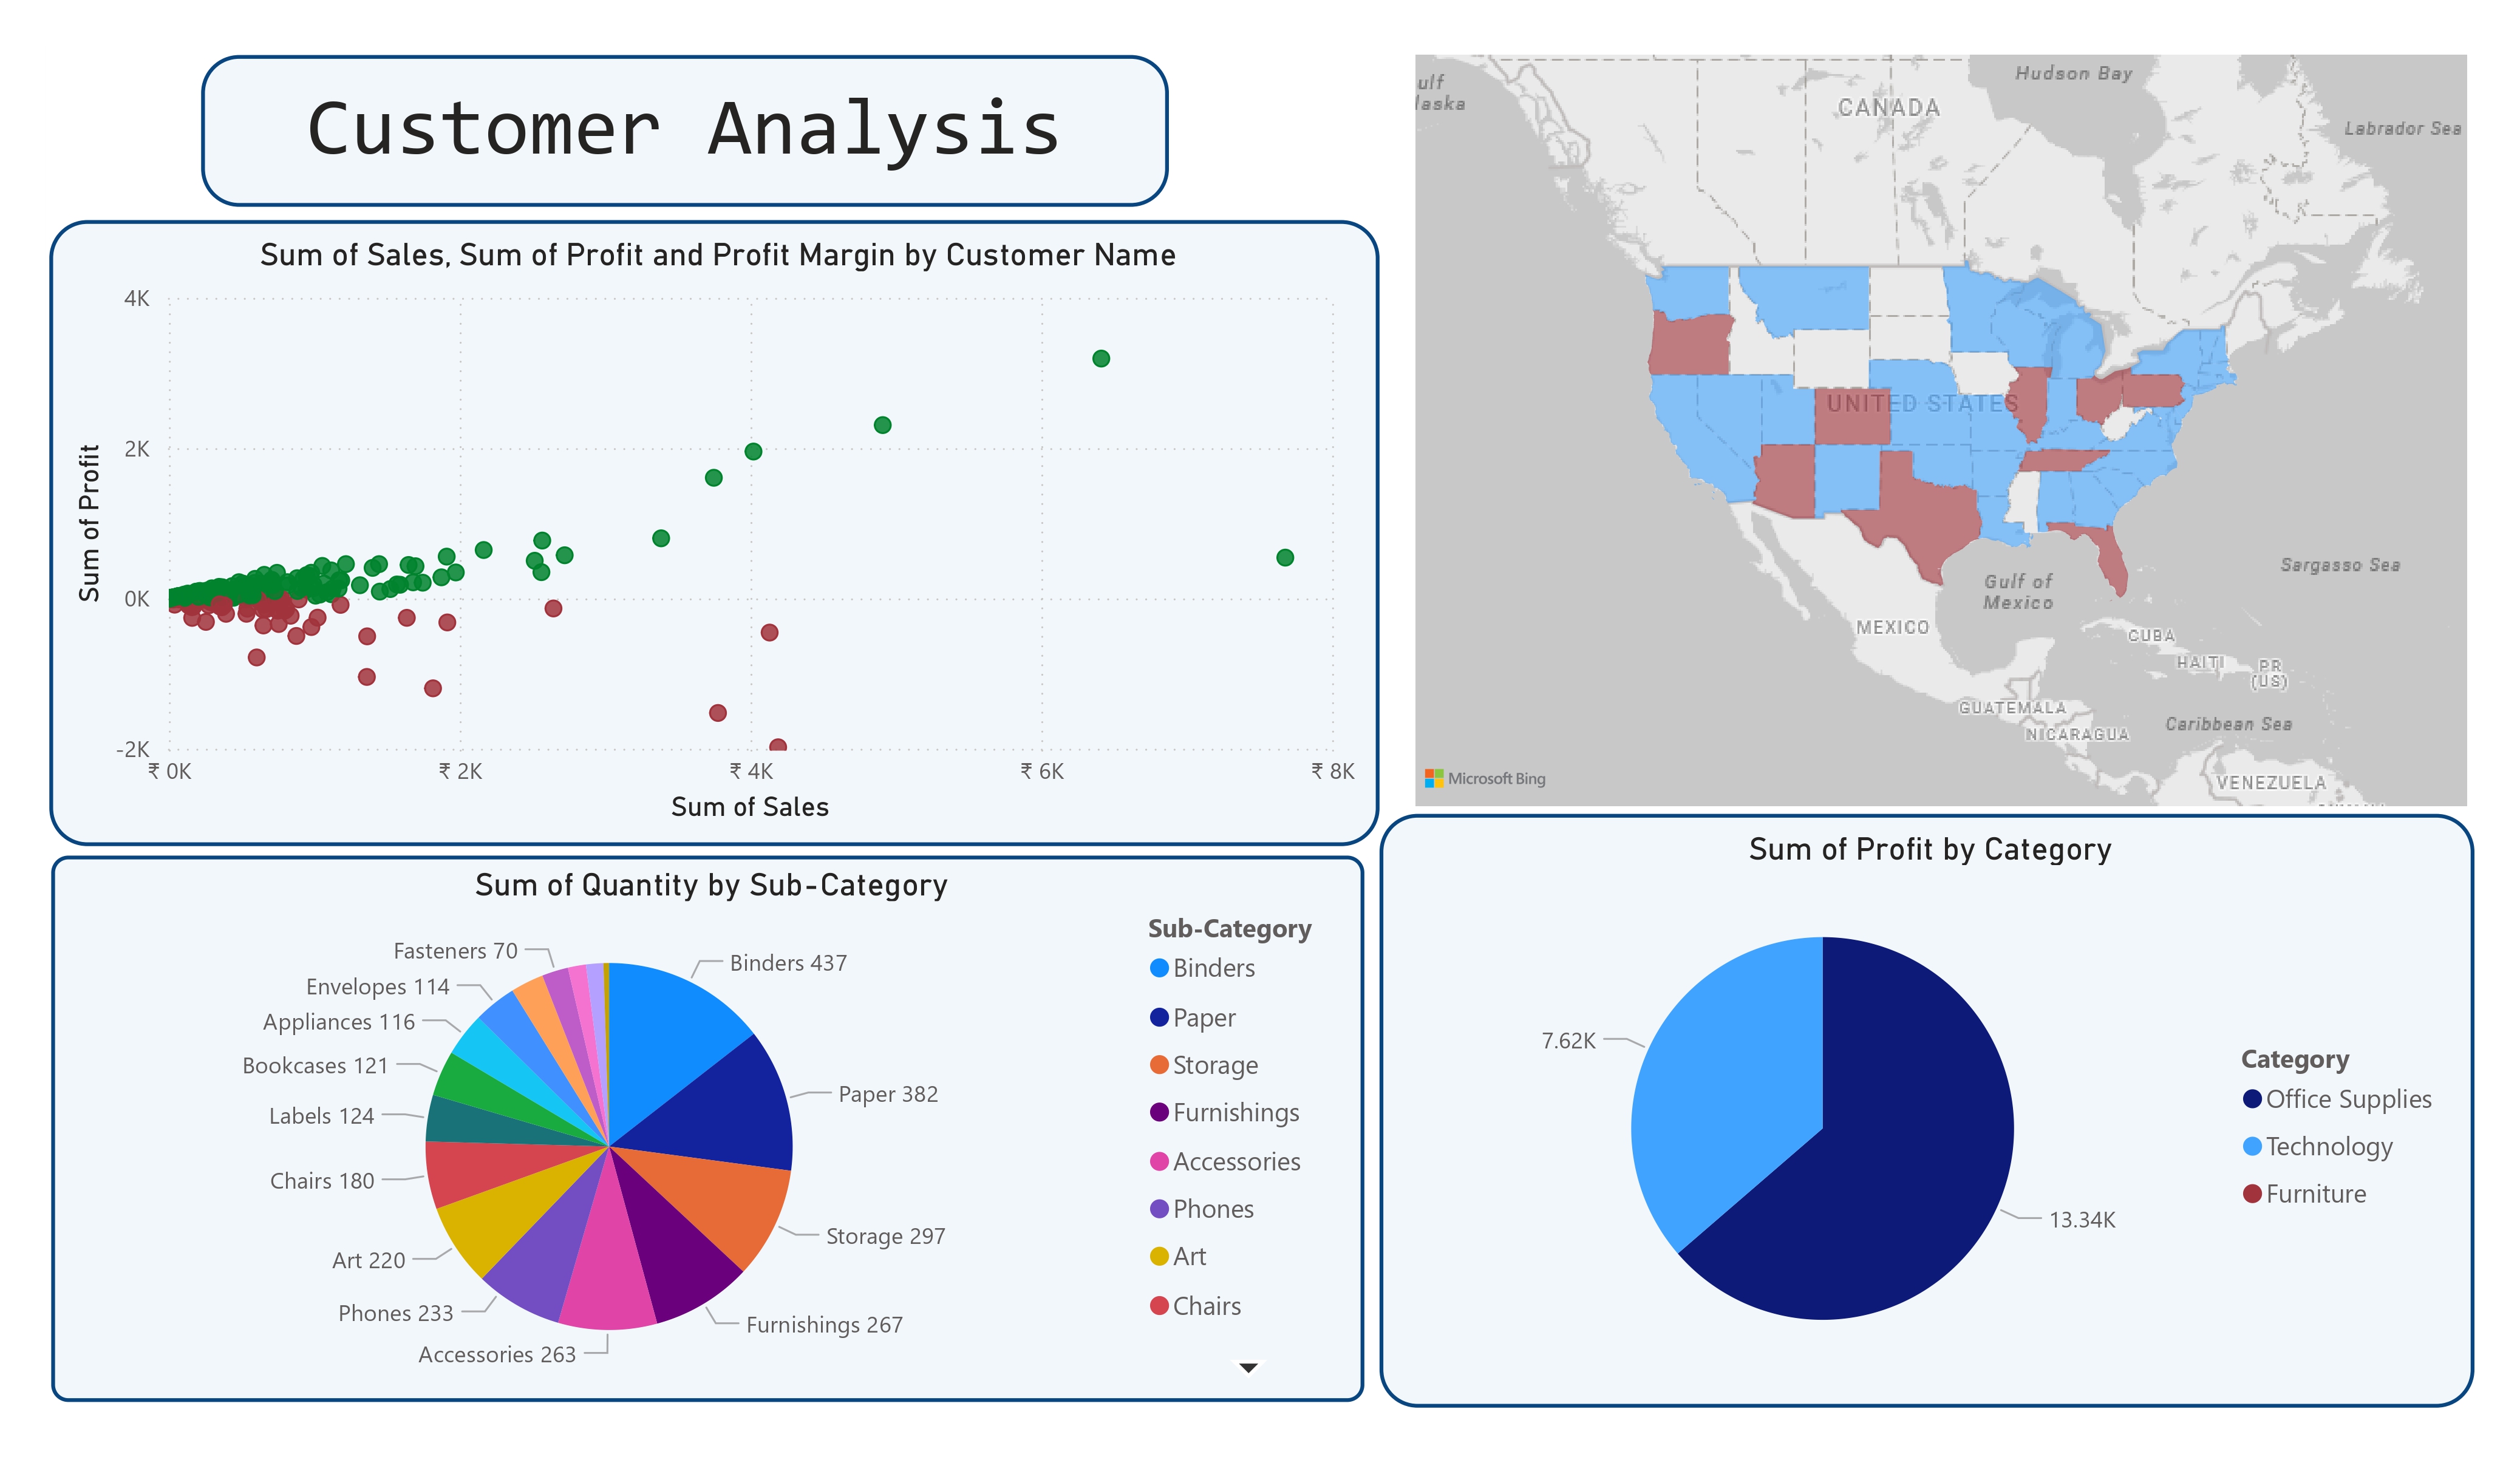 Customer Analysis
Sum of Sales, Sum of Profit and Profit Margin by Customer Name
4K
2K
0K
-2K
Sum of Profit
₹ 0K
₹ 2K
₹ 4K
₹ 6K
₹ 8K
Sum of Sales
ulf
laska
Hudson Bay
CANADA
Labrador Sea
UNITED STATES
Sargasso Sea
Gulf of
Mexico
MEXICO
CUBA
HAITI
PR
(US)
GUATEMALA
Caribbean Sea
NICARAGUA
VENEZUELA
Microsoft Bing
Sum of Quantity by Sub-Category
Fasteners 70
Envelopes 114
Appliances 116
Bookcases 121
Labels 124
Chairs 180
Art 220
Phones 233
Accessories 263
Binders 437
Paper 382
Storage 297
Furnishings 267
Sub-Category
Binders
Paper
Storage
Furnishings
Accessories
Phones
Art
Chairs
Sum of Profit by Category
7.62K
13.34K
Category
Office Supplies
Technology
Furniture